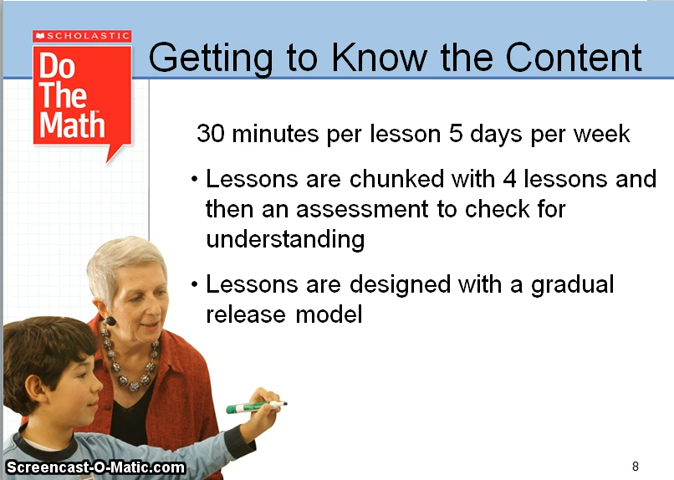 SCHOLASTIC
Do
The
Math™
Getting to Know the Content
30 minutes per lesson 5 days per week
• Lessons are chunked with 4 lessons and
then an assessment to check for
understanding
• Lessons are designed with a gradual
release model
Screencast-O-Matic.com
8